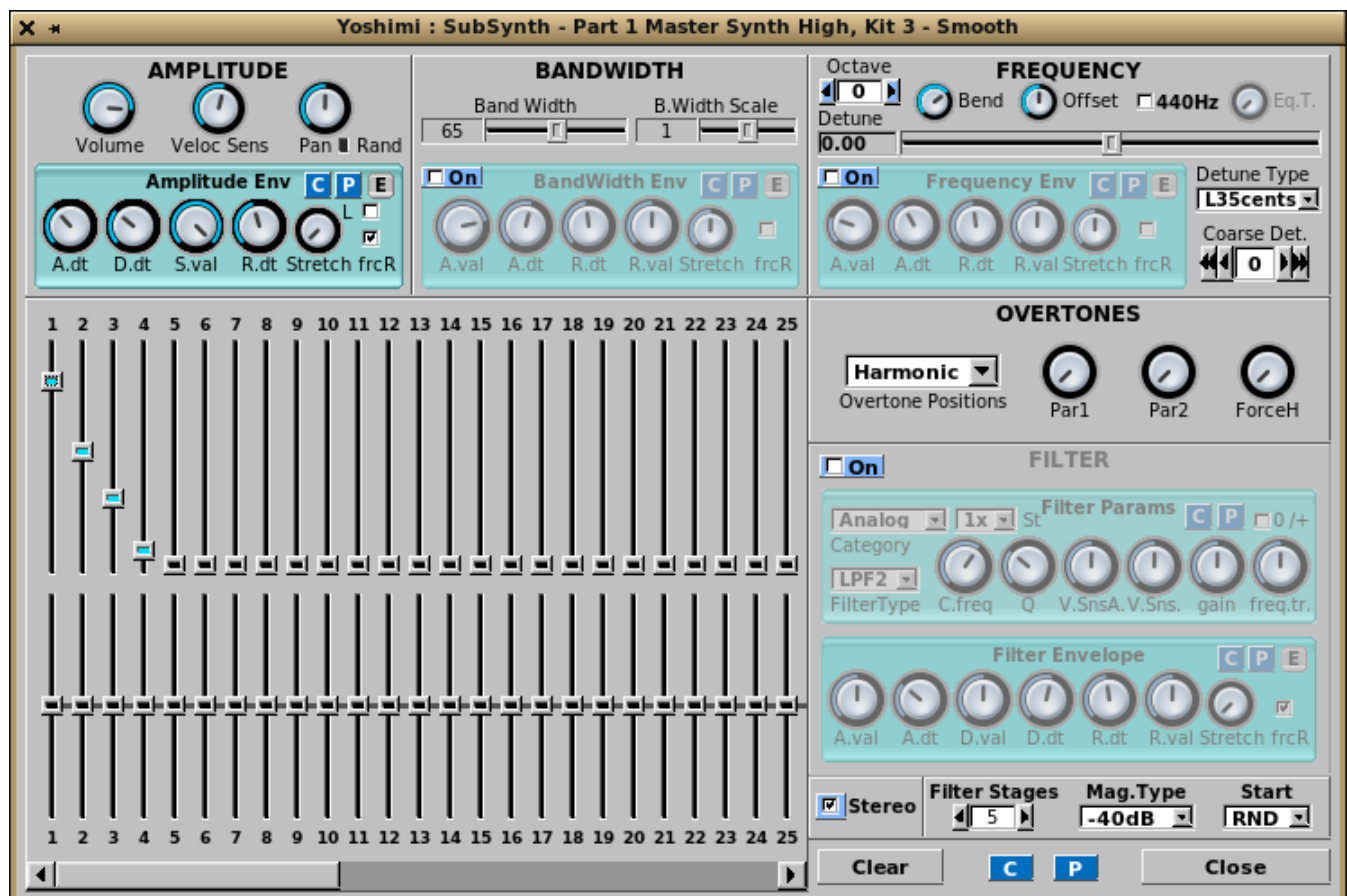 Yoshimi : SubSynth - Part 1 Master Synth High, Kit 3 - Smooth
AMPLITUDE
Volume Veloc Sens Pan Rand
Amplitude Env C P E
L
A.dt D.dt S.val R.dt Stretch frcR
BANDWIDTH
Band Width B.Width Scale
65 1
On BandWidth Env C P E
A.val A.dt R.dt R.val Stretch frcR
FREQUENCY
Octave
0 Bend Offset 440Hz Eq.T.
Detune
0.00
On Frequency Env C P E
A.val A.dt R.dt R.val Stretch frcR
Detune Type
L35cents
Coarse Det.
0
1 2 3 4 5 6 7 8 9 10 11 12 13 14 15 16 17 18 19 20 21 22 23 24 25
1 2 3 4 5 6 7 8 9 10 11 12 13 14 15 16 17 18 19 20 21 22 23 24 25
OVERTONES
Harmonic
Overtone Positions Par1 Par2 ForceH
On FILTER
Filter Params C P 0 /+
Analog 1x St
Category
LPF2
FilterType C.freq Q V.SnsA. V.Sns. gain freq.tr.
Filter Envelope C P E
A.val A.dt D.val D.dt R.dt R.val Stretch frcR
Stereo
Filter Stages Mag.Type Start
5 -40dB RND
Clear C P Close